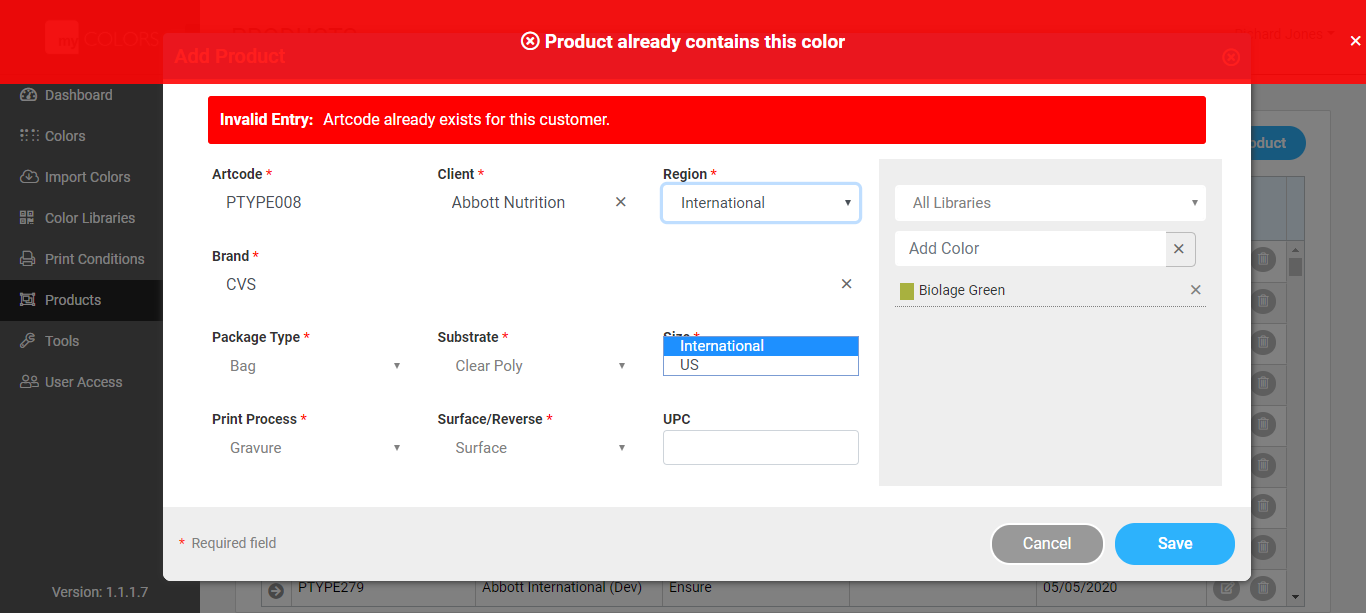 my COLORS
PRODUCTS
Product already contains this color
Add Product
Invalid Entry: Artcode already exists for this customer.
Dashboard
Colors
Import Colors
Color Libraries
Print Conditions
Products
Tools
User Access
Version: 1.1.1.7
Artcode *
Client *
Region *
PTYPE008
Abbott Nutrition
International
Brand *
CVS
Package Type *
Substrate *
Size *
Bag
Clear Poly
International
US
Print Process *
Surface/Reverse *
UPC
Gravure
Surface
All Libraries
Add Color
Biolage Green
* Required field
Cancel
Save
PTYPE279
Abbott International (Dev)
Ensure
05/05/2020